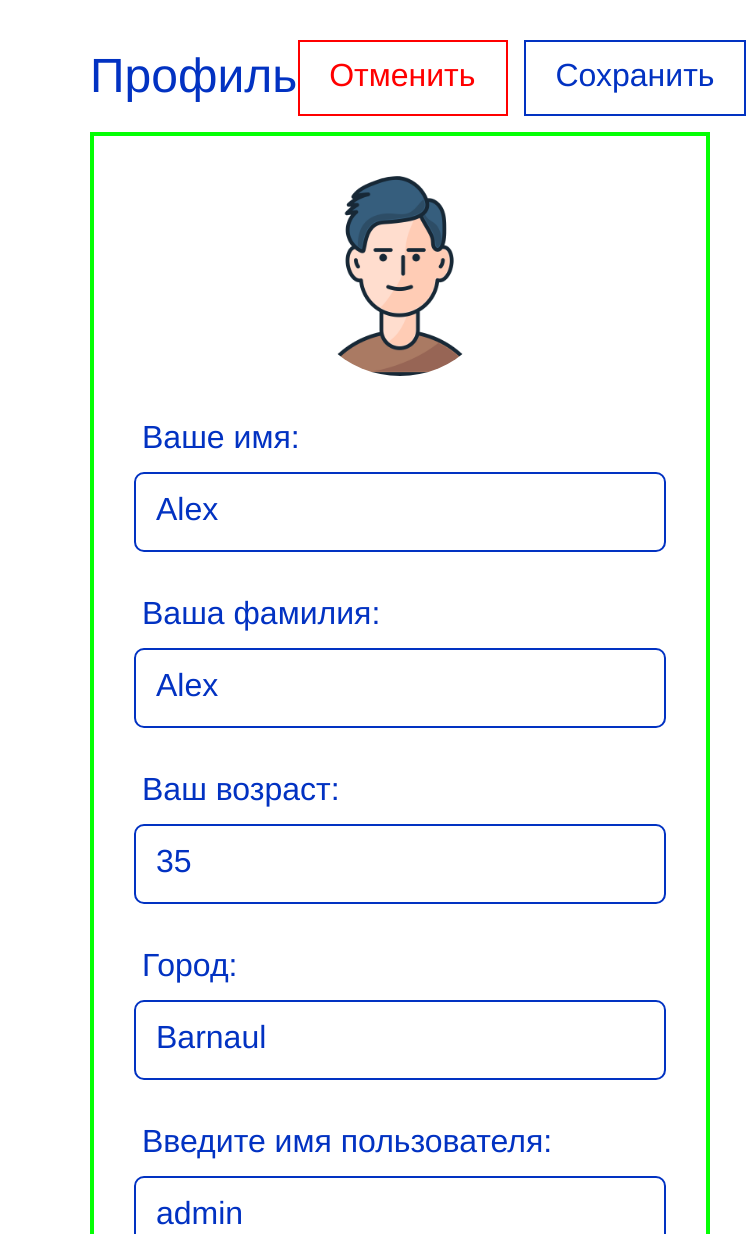 Профиль Отменить Сохранить
Ваше имя:
Alex
Ваша фамилия:
Alex
Ваш возраст:
35
Город:
Barnaul
Введите имя пользователя:
admin